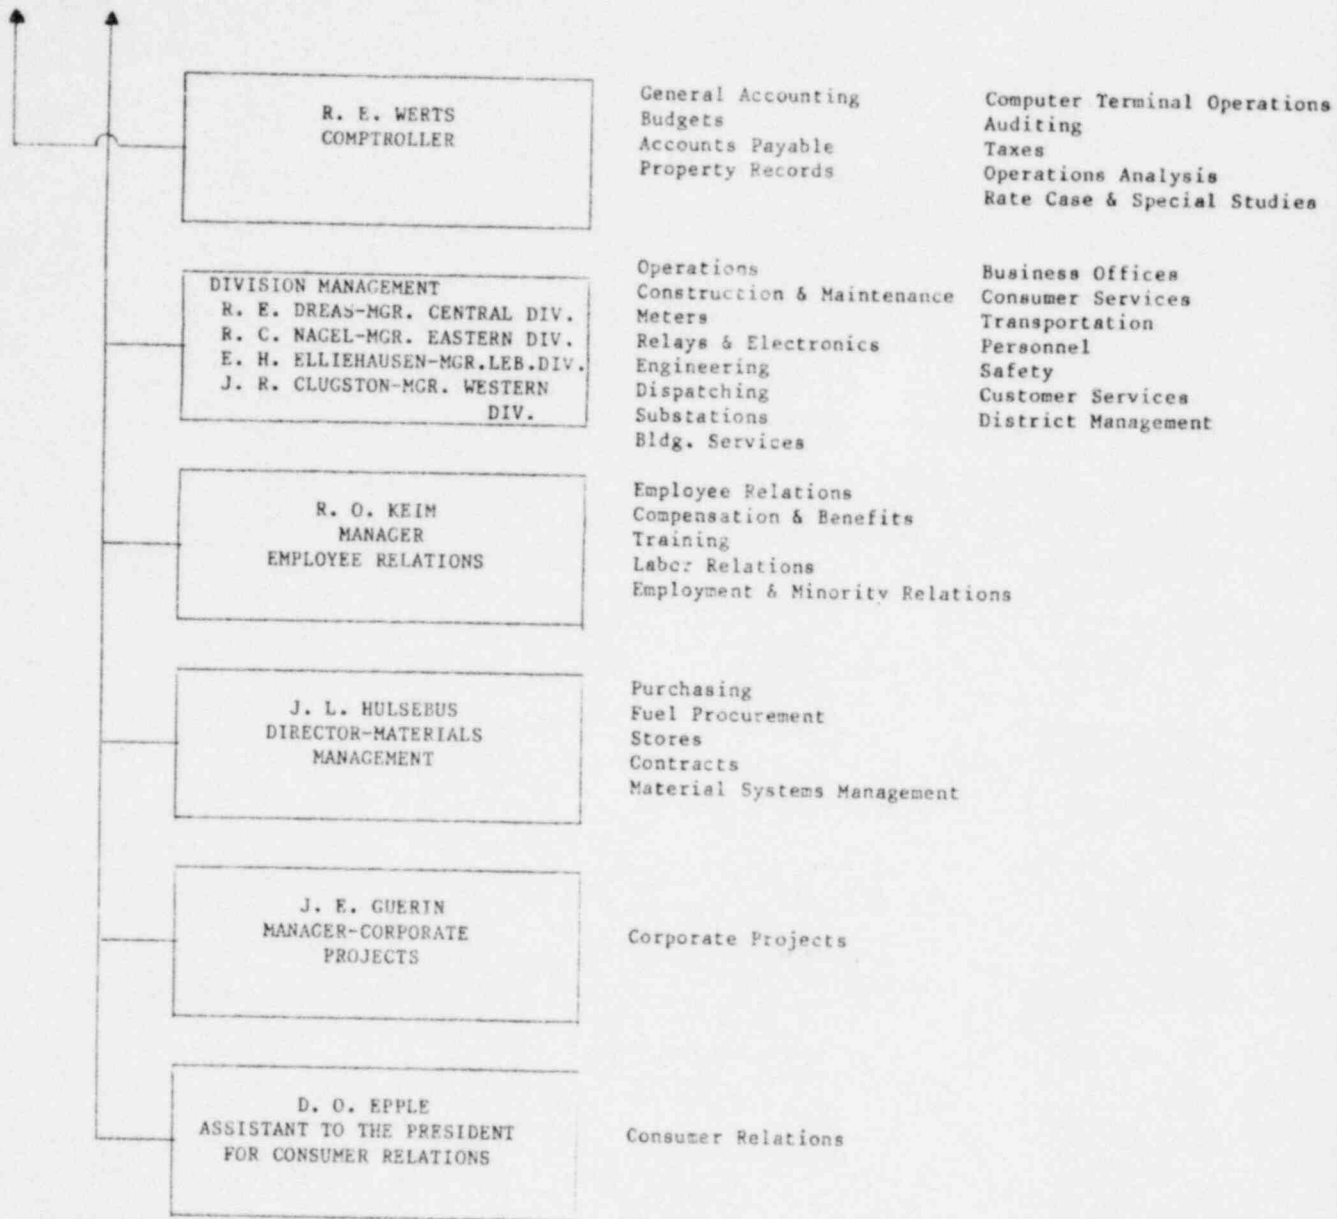 R. E. WERTS
COMPTROLLER
General Accounting
Budgets
Accounts Payable
Property Records
Computer Terminal Operations
Auditing
Taxes
Operations Analysis
Rate Case & Special Studies
DIVISION MANAGEMENT
R. E. DREAS-MGR. CENTRAL DIV.
R. C. NAGEL-MGR. EASTERN DIV.
E. H. ELLIEHAUSEN-MGR.LEB.DIV.
J. R. CLUGSTON-MGR. WESTERN
DIV.
Operations
Construction & Maintenance
Meters
Relays & Electronics
Engineering
Dispatching
Substations
Bldg. Services
Business Offices
Consumer Services
Transportation
Personnel
Safety
Customer Services
District Management
R. O. KEIM
MANAGER
EMPLOYEE RELATIONS
Employee Relations
Compensation & Benefits
Training
Labor Relations
Employment & Minority Relations
J. L. HULSEBUS
DIRECTOR-MATERIALS
MANAGEMENT
Purchasing
Fuel Procurement
Stores
Contracts
Material Systems Management
J. E. GUERIN
MANAGER-CORPORATE
PROJECTS
Corporate Projects
D. O. EPPLE
ASSISTANT TO THE PRESIDENT
FOR CONSUMER RELATIONS
Consumer Relations